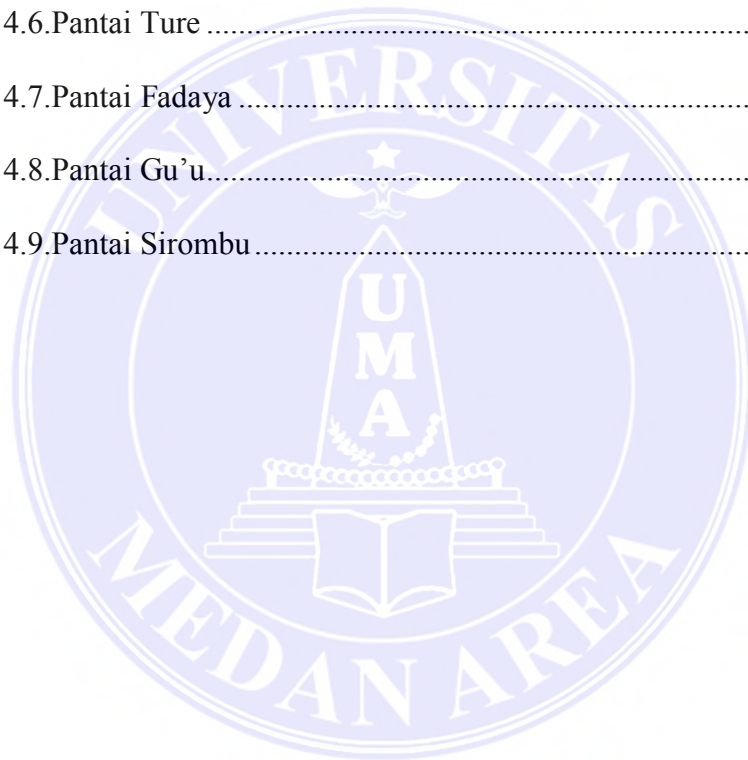 4.6.Pantai Ture ........................................................................
4.7.Pantai Fadaya ....................................................................
4.8.Pantai Gu’u.........................................................................
4.9.Pantai Sirombu ..................................................................
UNIVERSITAS
U
M
A
MEDAN AREA